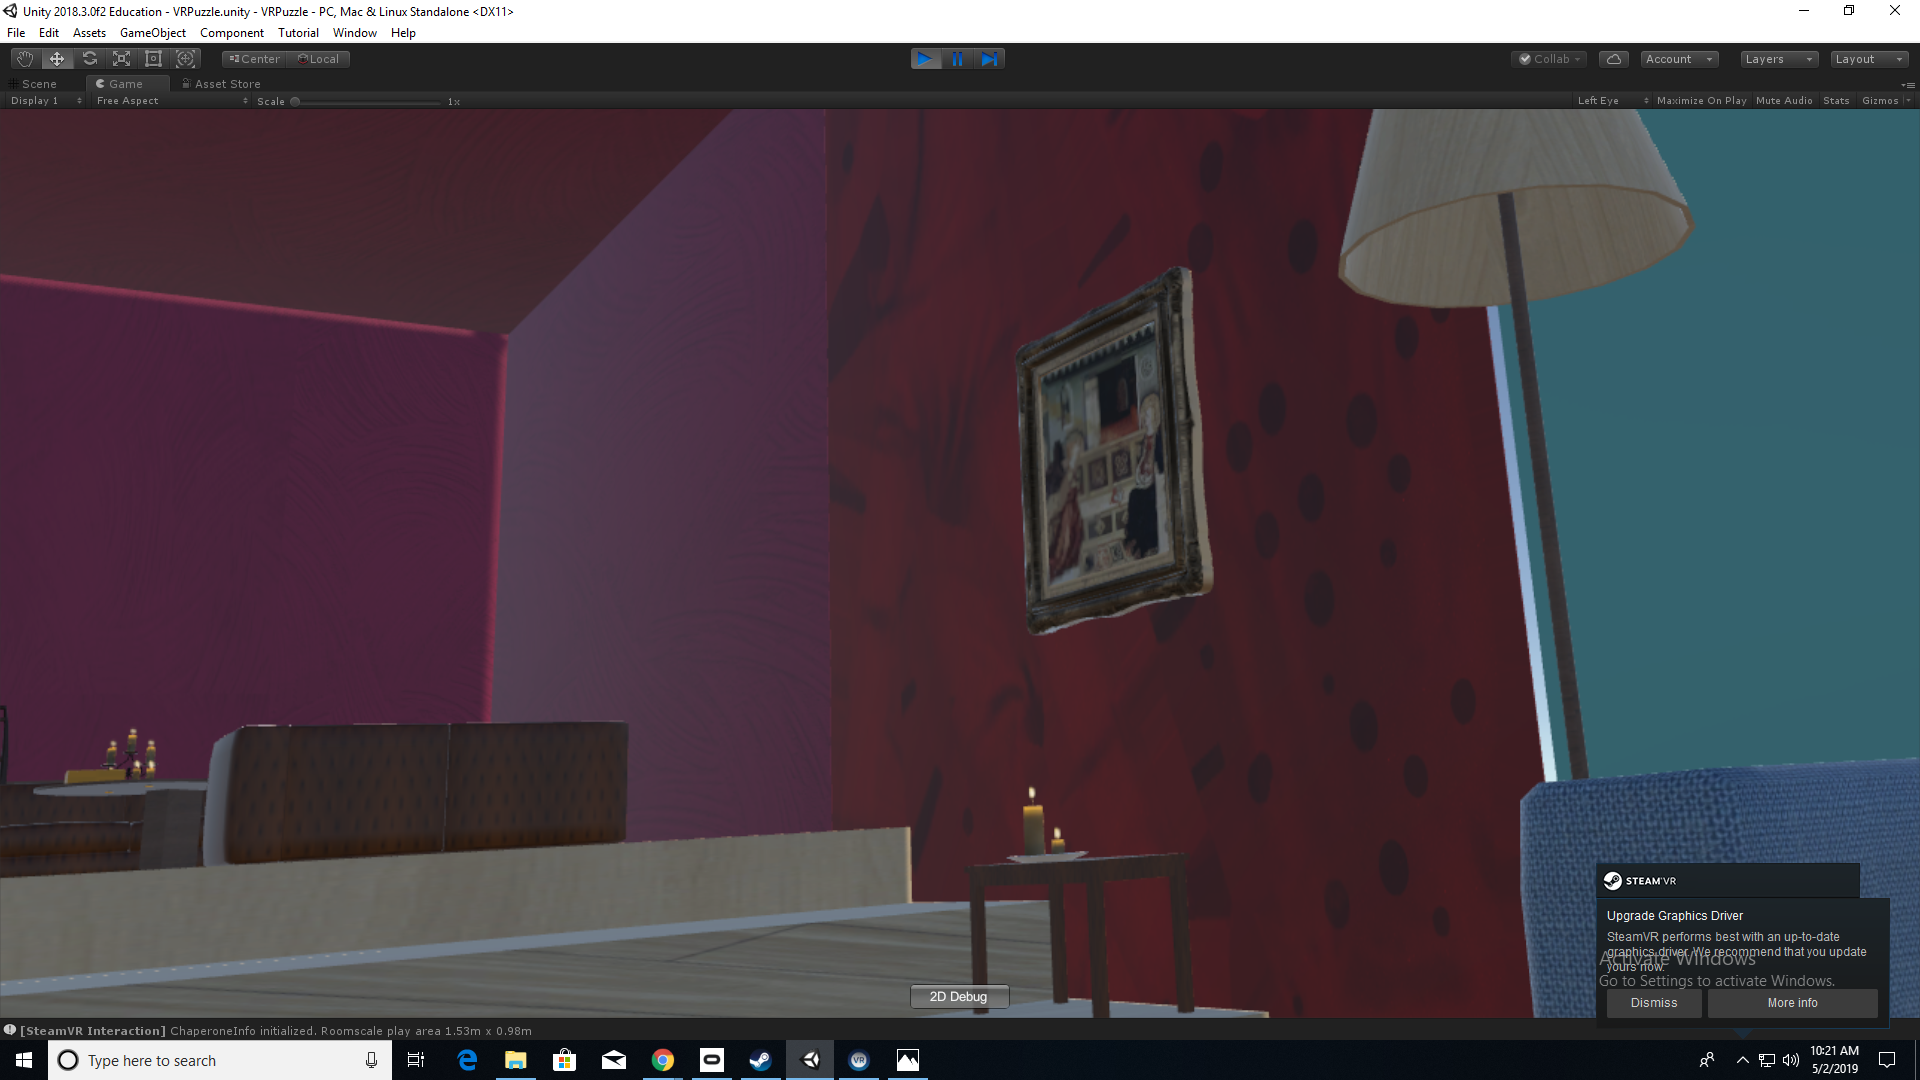 Unity 2018.3.0f2 Education - VRPuzzle.unity - VRPuzzle - PC, Mac & Linux Standalone <DX11>
File Edit Assets GameObject Component Tutorial Window Help
Center Local Collab Account Layers Layout
Scene Game Asset Store
Display 1 Free Aspect Scale 1x Left Eye Maximize On Play Mute Audio Stats Gizmos
STEAM VR
Upgrade Graphics Driver
SteamVR performs best with an up-to-date
graphics driver. We recommend that you update
yours now.
Activate Windows
Go to Settings to activate Windows.
Dismiss More info
2D Debug
[SteamVR Interaction] ChaperoneInfo initialized. Roomscale play area 1.53m x 0.98m
Type here to search
VR
10:21 AM
5/2/2019